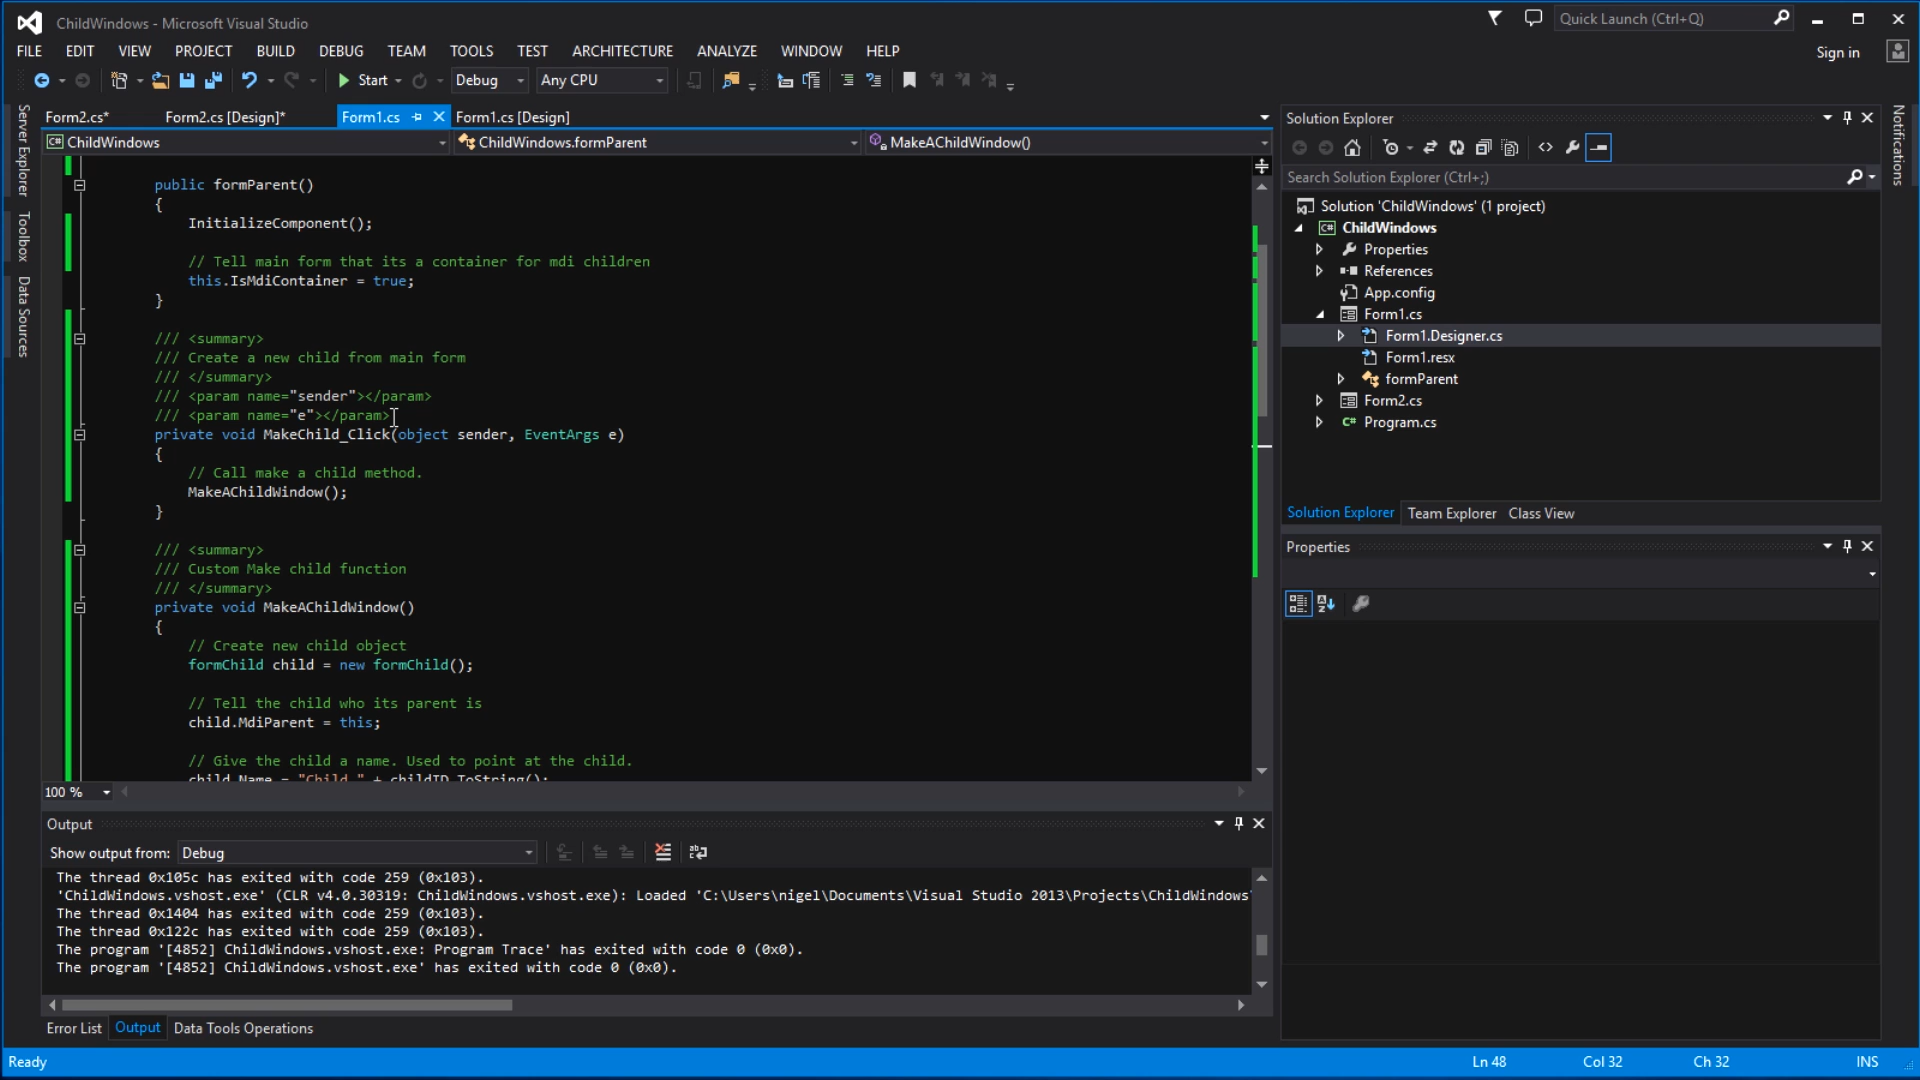 ChildWindows - Microsoft Visual Studio
Quick Launch (Ctrl+Q)
FILE EDIT VIEW PROJECT BUILD DEBUG TEAM TOOLS TEST ARCHITECTURE ANALYZE WINDOW HELP
Sign in
Start Debug Any CPU
Server Explorer
Toolbox
Data Sources
Form2.cs* Form2.cs [Design]* Form1.cs Form1.cs [Design]
C# ChildWindows ChildWindows.formParent MakeAChildWindow()
public formParent()
{
InitializeComponent();
// Tell main form that its a container for mdi children
this.IsMdiContainer = true;
}
/// <summary>
/// Create a new child from main form
/// </summary>
/// <param name="sender"></param>
/// <param name="e"></param>
private void MakeChild_Click(object sender, EventArgs e)
{
// Call make a child method.
MakeAChildWindow();
}
/// <summary>
/// Custom Make child function
/// </summary>
private void MakeAChildWindow()
{
// Create new child object
formChild child = new formChild();
// Tell the child who its parent is
child.MdiParent = this;
// Give the child a name. Used to point at the child.
child.Name = "Child " + childID.ToString();
100 %
Output
Show output from: Debug
The thread 0x105c has exited with code 259 (0x103).
'ChildWindows.vshost.exe' (CLR v4.0.30319: ChildWindows.vshost.exe): Loaded 'C:\Users\nigel\Documents\Visual Studio 2013\Projects\ChildWindows
The thread 0x1404 has exited with code 259 (0x103).
The thread 0x122c has exited with code 259 (0x103).
The program '[4852] ChildWindows.vshost.exe: Program Trace' has exited with code 0 (0x0).
The program '[4852] ChildWindows.vshost.exe' has exited with code 0 (0x0).
Error List Output Data Tools Operations
Solution Explorer
Search Solution Explorer (Ctrl+;)
Solution 'ChildWindows' (1 project)
C# ChildWindows
Properties
References
App.config
Form1.cs
Form1.Designer.cs
Form1.resx
formParent
Form2.cs
C# Program.cs
Solution Explorer Team Explorer Class View
Properties
Notifications
Ready
Ln 48 Col 32 Ch 32 INS